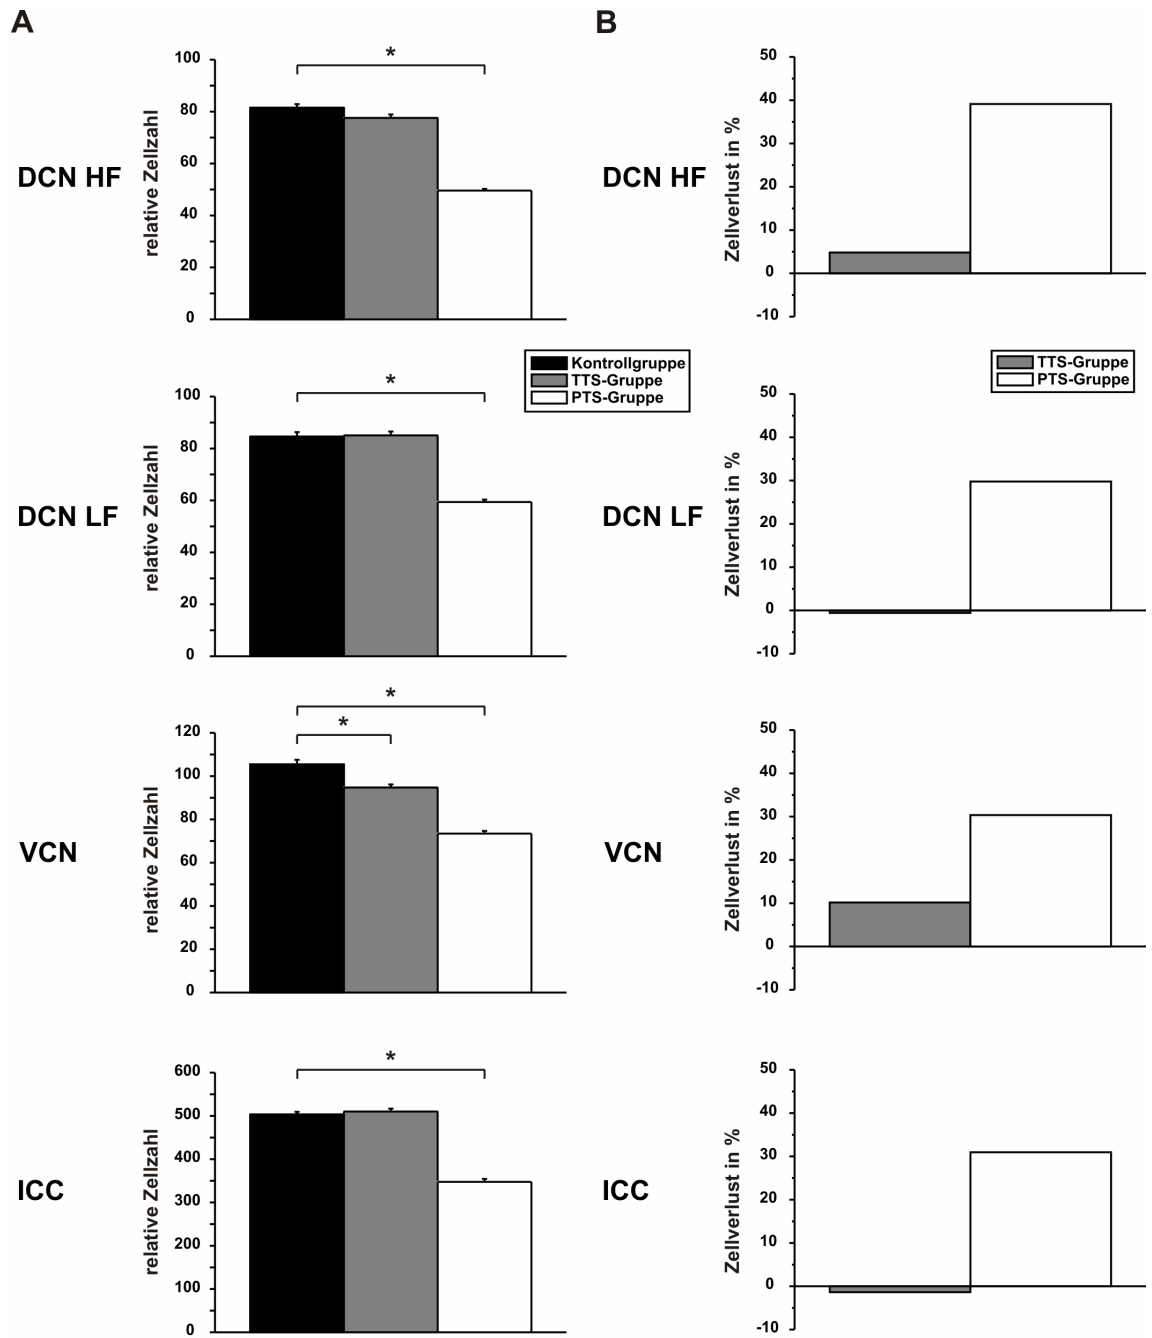 A
B
DCN HF
relative Zellzahl
100
80
60
40
20
0
*
DCN HF
Zellverlust in %
50
40
30
20
10
0
-10
Kontrollgruppe
TTS-Gruppe
PTS-Gruppe
TTS-Gruppe
PTS-Gruppe
DCN LF
relative Zellzahl
100
80
60
40
20
0
*
DCN LF
Zellverlust in %
50
40
30
20
10
0
-10
VCN
relative Zellzahl
120
100
80
60
40
20
0
*
*
VCN
Zellverlust in %
50
40
30
20
10
0
-10
ICC
relative Zellzahl
600
500
400
300
200
100
0
*
ICC
Zellverlust in %
50
40
30
20
10
0
-10